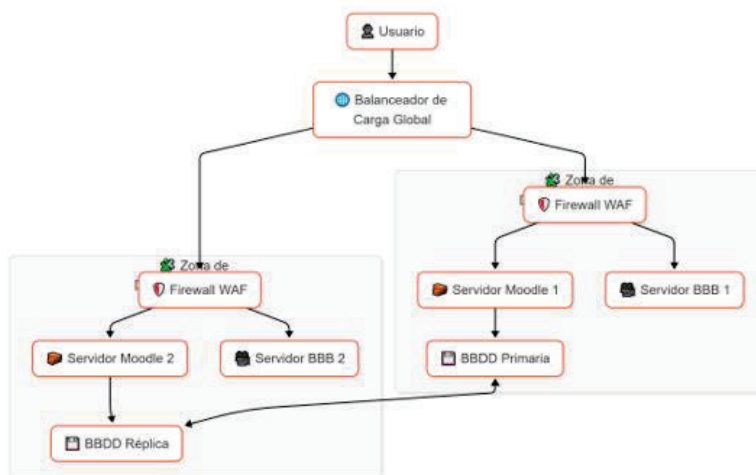 Usuario
Balanceador de
Carga Global
Zona de
Firewall WAF
Servidor Moodle 1
Servidor BBB 1
BBDD Primaria
Zona de
Firewall WAF
Servidor Moodle 2
Servidor BBB 2
BBDD Réplica